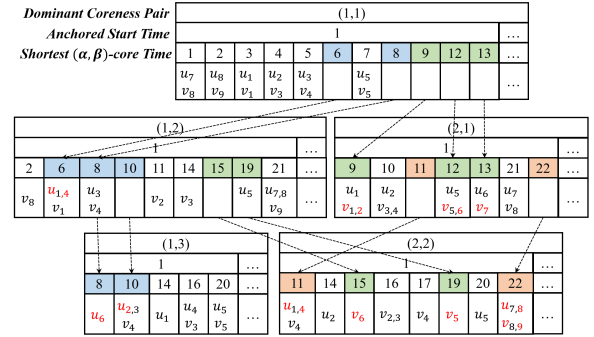 Dominant Coreness Pair (1,1)
Anchored Start Time 1 ...
Shortest (α, β)-core Time 1 2 3 4 5 6 7 8 9 12 13 ...
u7 u8 u1 u2 u3 u5
v8 v9 v1 v3 v4 v5
(1,2)
1 ...
2 6 8 10 11 14 15 19 21 ...
v8 u1,4 u3 v2 v3 u5 u7,8
v1 v4 v9
(2,1)
1 ...
9 10 11 12 13 21 22 ...
u1 u2 u5 u6 u7
v1,2 v3,4 v5,6 v7 v8
(1,3)
1 ...
8 10 14 16 20 ...
u6 u2,3 u1 u4 u5
v4 v3 v5
(2,2)
1 ...
11 14 15 16 17 19 20 22 ...
u1,4 u2 v6 v2,3 v4 v5 u5 u7,8
v4 v8,9